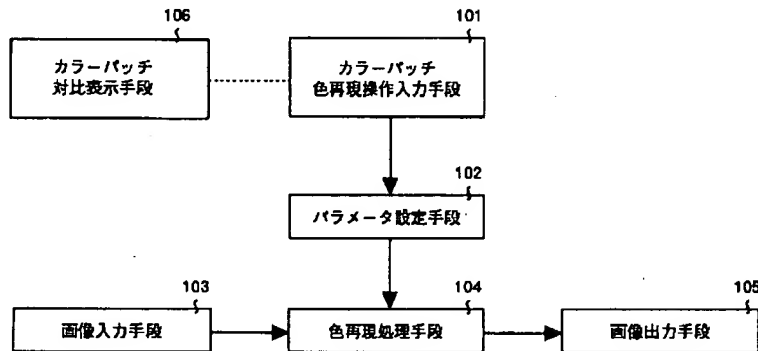 106
カラーパッチ
対比表示手段
101
カラーパッチ
色再現操作入力手段
102
パラメータ設定手段
103
画像入力手段
104
色再現処理手段
105
画像出力手段